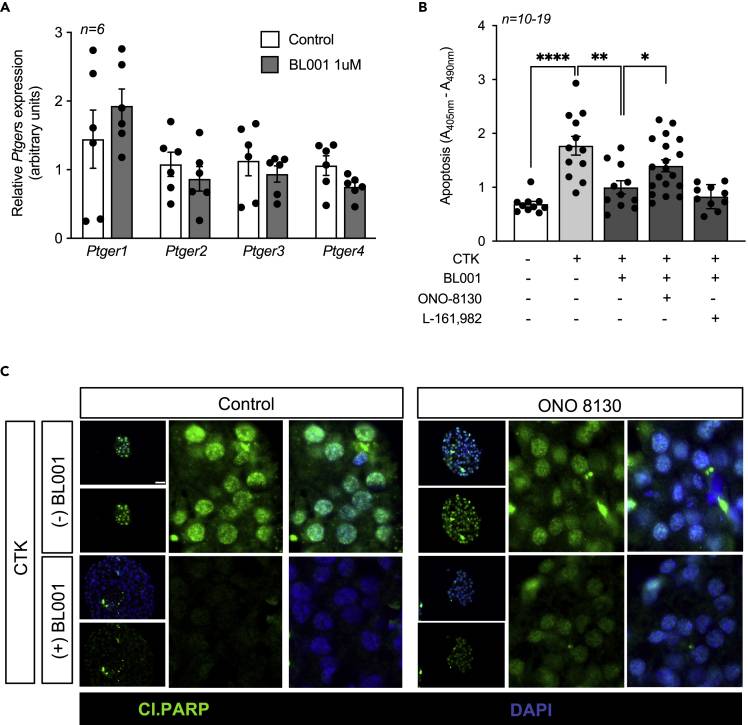 A
n=6
Control
BL001 1uM
Relative Ptgers expression
(arbitrary units)
3
2
1
0
Ptger1 Ptger2 Ptger3 Ptger4
B
n=10-19
**** ** *
Apoptosis (A405nm - A490nm)
4
3
2
1
0
CTK - + + + +
BL001 - - + + +
ONO-8130 - - - + -
L-161,982 - - - - +
C
Control ONO 8130
CTK
(-) BL001
(+) BL001
Cl.PARP DAPI